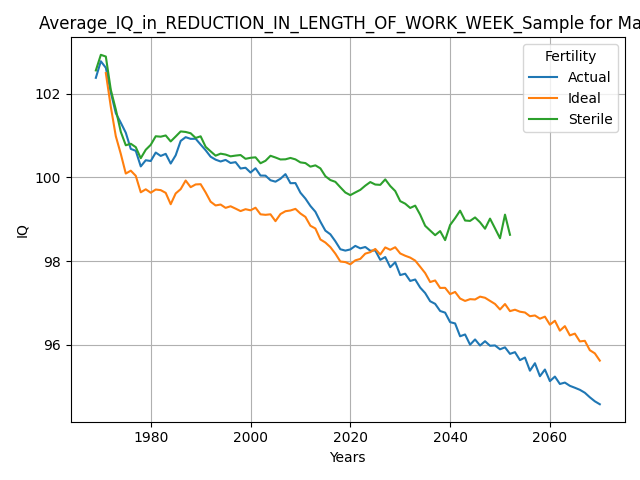 Average_IQ_in_REDUCTION_IN_LENGTH_OF_WORK_WEEK_Sample for Ma
Fertility
Actual
Ideal
Sterile
102
100
98
96
IQ
1980
2000
2020
2040
2060
Years